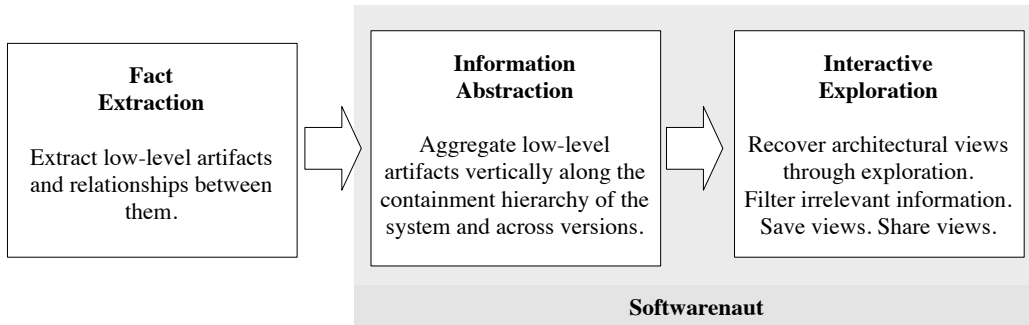 Fact
Extraction
Extract low-level artifacts
and relationships between
them.
Information
Abstraction
Aggregate low-level
artifacts vertically along the
containment hierarchy of the
system and across versions.
Interactive
Exploration
Recover architectural views
through exploration.
Filter irrelevant information.
Save views. Share views.
Softwarenaut